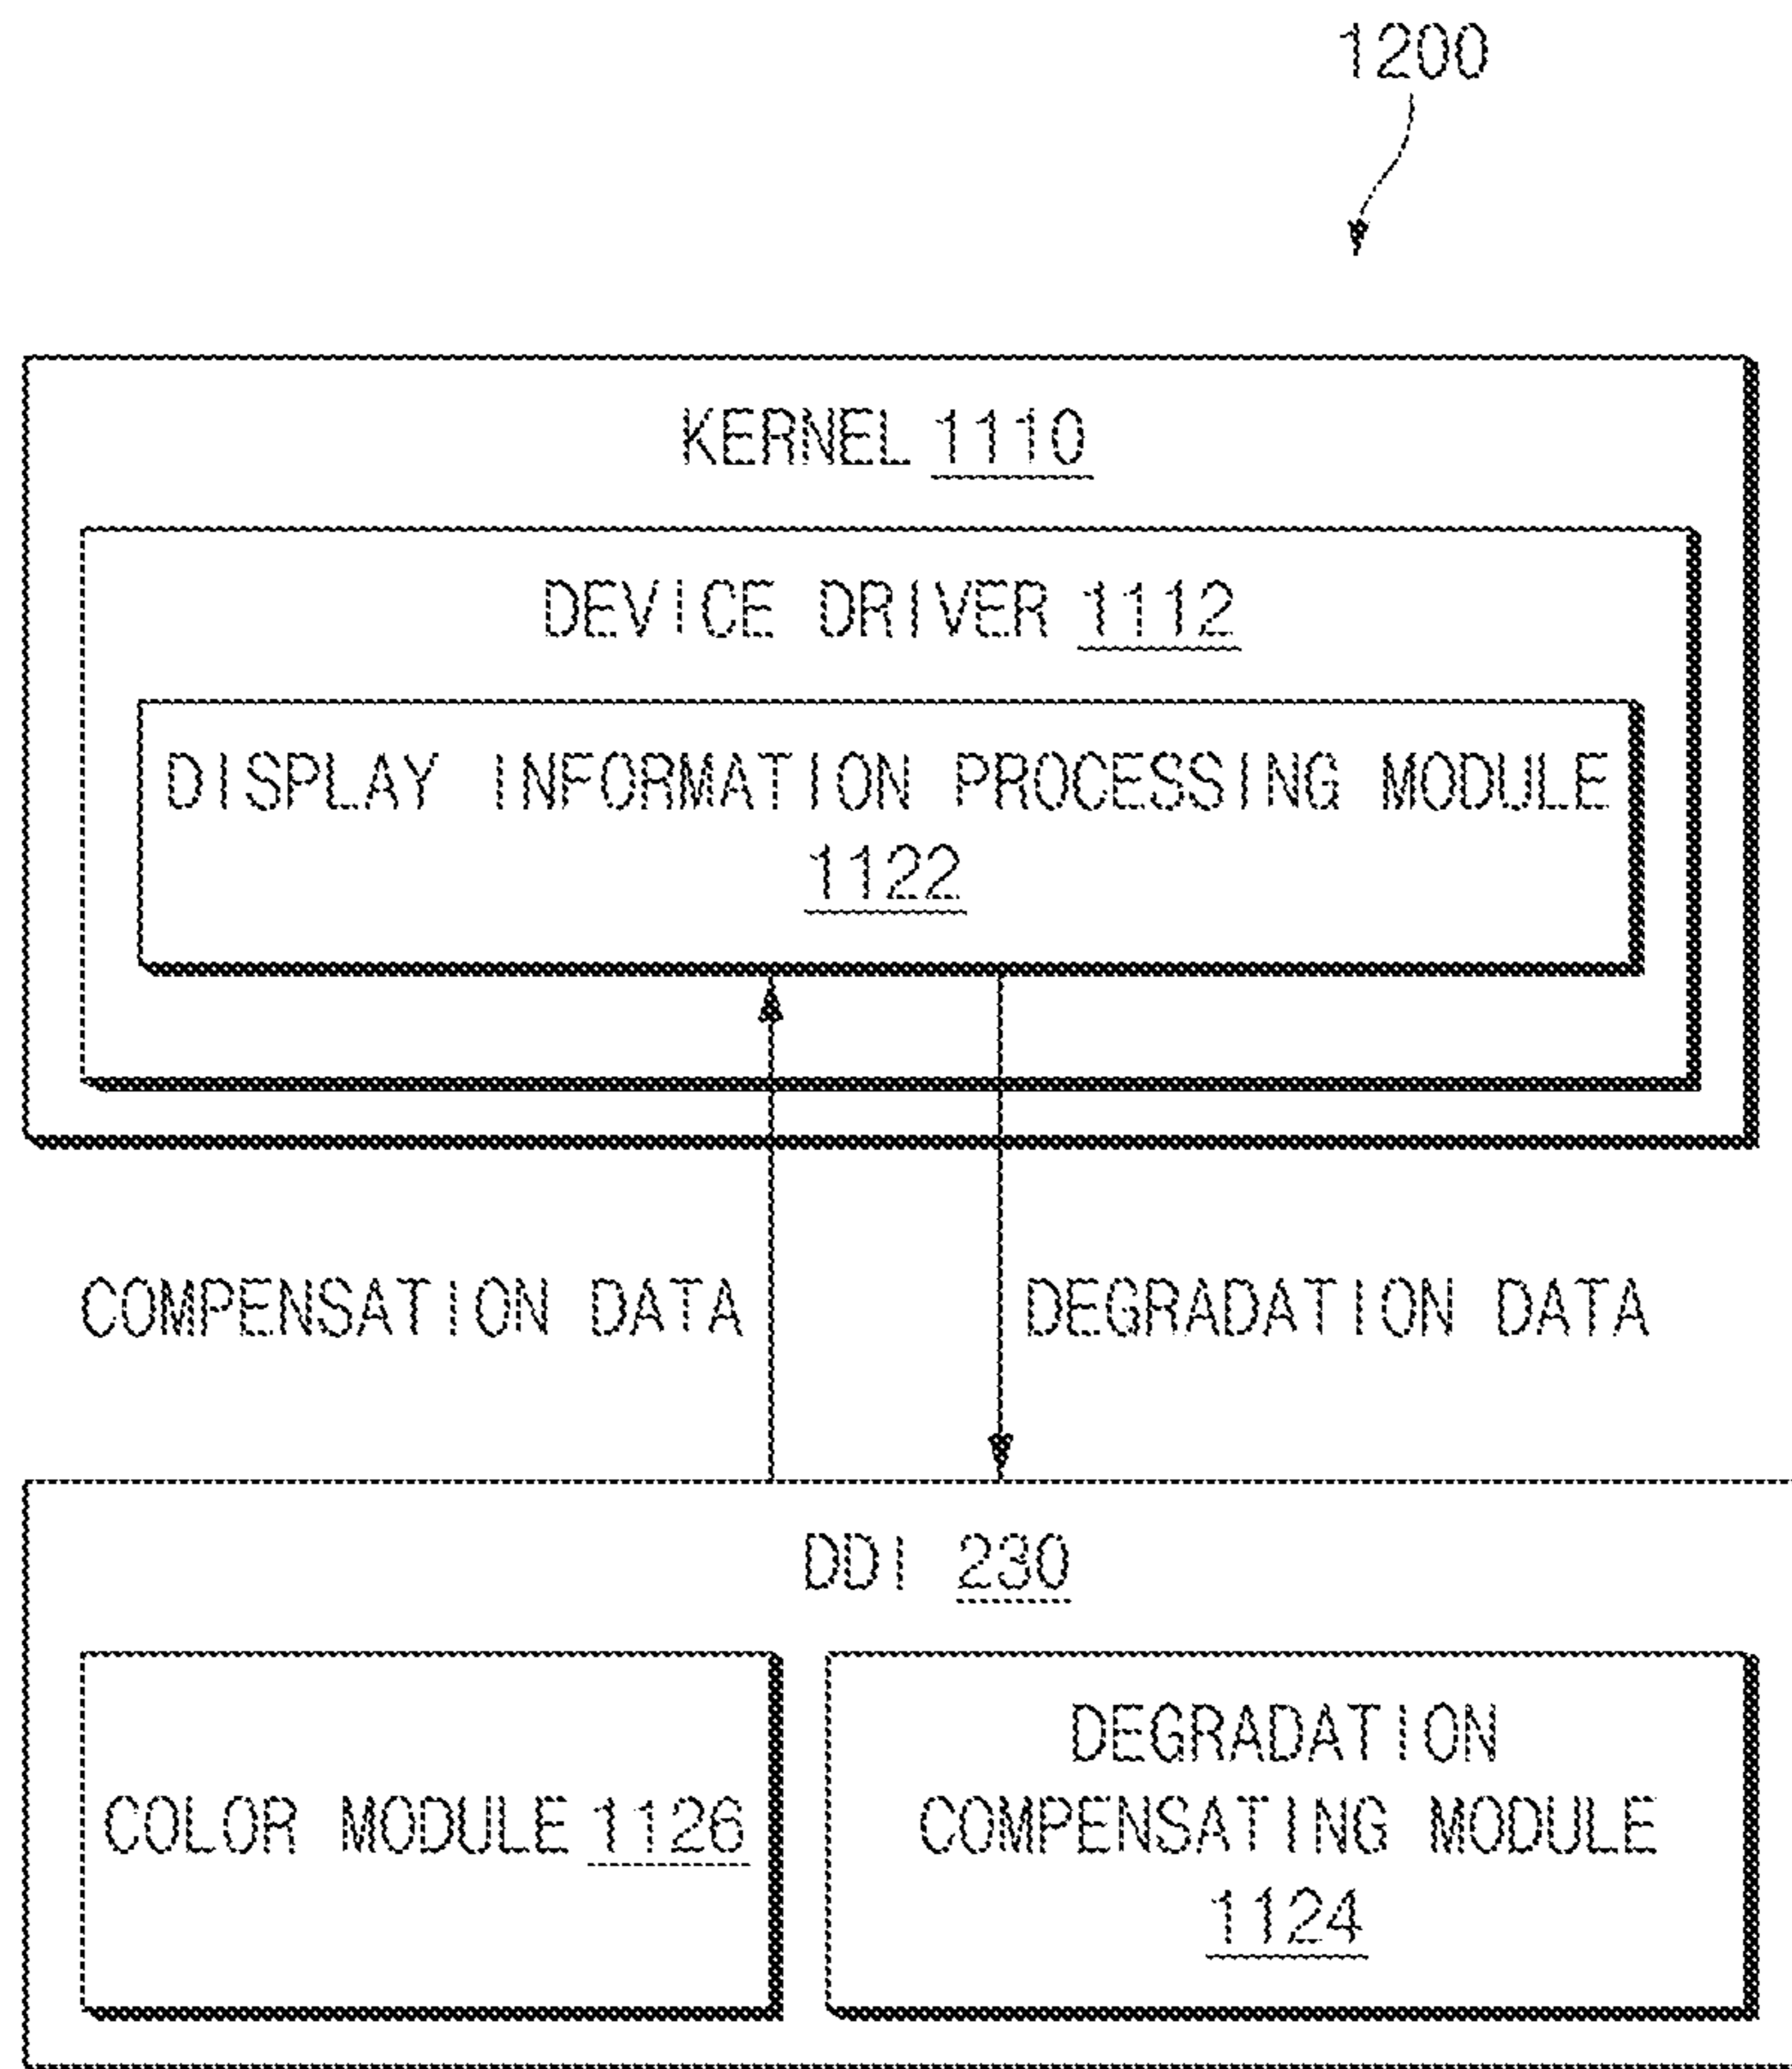 1200
KERNEL 1110
DEVICE DRIVER 1112
DISPLAY INFORMATION PROCESSING MODULE
1122
COMPENSATION DATA
DEGRADATION DATA
DDI 230
COLOR MODULE 1126
DEGRADATION
COMPENSATING MODULE
1124